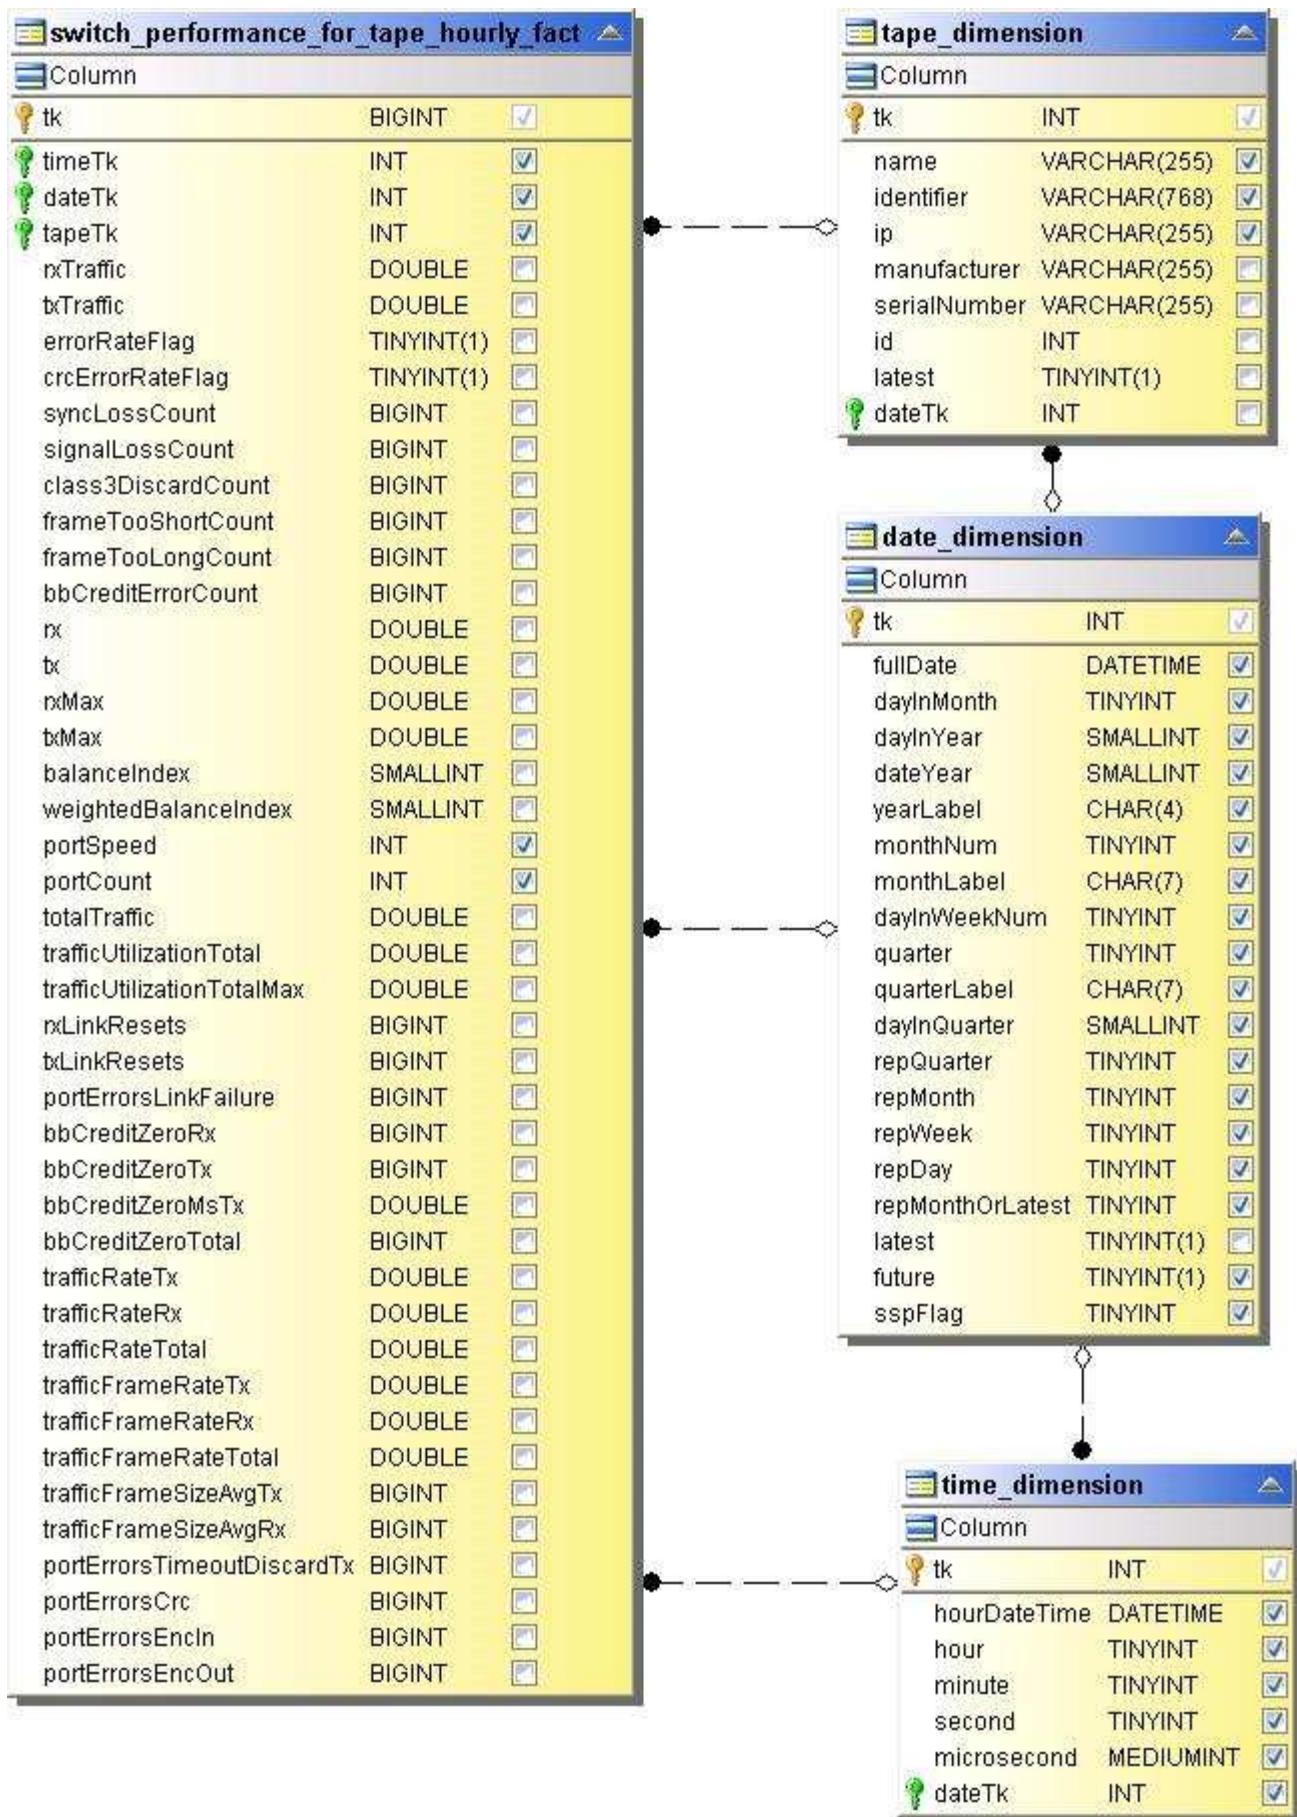 switch_performance_for_tape_hourly_fact
Column
tk BIGINT
timeTk INT
dateTk INT
tapeTk INT
rxTraffic DOUBLE
txTraffic DOUBLE
errorRateFlag TINYINT(1)
crcErrorRateFlag TINYINT(1)
syncLossCount BIGINT
signalLossCount BIGINT
class3DiscardCount BIGINT
frameTooShortCount BIGINT
frameTooLongCount BIGINT
bbCreditErrorCount BIGINT
rx DOUBLE
tx DOUBLE
rxMax DOUBLE
txMax DOUBLE
balanceIndex SMALLINT
weightedBalanceIndex SMALLINT
portSpeed INT
portCount INT
totalTraffic DOUBLE
trafficUtilizationTotal DOUBLE
trafficUtilizationTotalMax DOUBLE
rxLinkResets BIGINT
txLinkResets BIGINT
portErrorsLinkFailure BIGINT
bbCreditZeroRx BIGINT
bbCreditZeroTx BIGINT
bbCreditZeroMsTx DOUBLE
bbCreditZeroTotal BIGINT
trafficRateTx DOUBLE
trafficRateRx DOUBLE
trafficRateTotal DOUBLE
trafficFrameRateTx DOUBLE
trafficFrameRateRx DOUBLE
trafficFrameRateTotal DOUBLE
trafficFrameSizeAvgTx BIGINT
trafficFrameSizeAvgRx BIGINT
portErrorsTimeoutDiscardTx BIGINT
portErrorsCrc BIGINT
portErrorsEncIn BIGINT
portErrorsEncOut BIGINT
tape_dimension
Column
tk INT
name VARCHAR(255)
identifier VARCHAR(768)
ip VARCHAR(255)
manufacturer VARCHAR(255)
serialNumber VARCHAR(255)
id INT
latest TINYINT(1)
dateTk INT
date_dimension
Column
tk INT
fullDate DATETIME
dayInMonth TINYINT
dayInYear SMALLINT
dateYear SMALLINT
yearLabel CHAR(4)
monthNum TINYINT
monthLabel CHAR(7)
dayInWeekNum TINYINT
quarter TINYINT
quarterLabel CHAR(7)
dayInQuarter SMALLINT
repQuarter TINYINT
repMonth TINYINT
repWeek TINYINT
repDay TINYINT
repMonthOrLatest TINYINT
latest TINYINT(1)
future TINYINT(1)
sspFlag TINYINT
time_dimension
Column
tk INT
hourDateTime DATETIME
hour TINYINT
minute TINYINT
second TINYINT
microsecond MEDIUMINT
dateTk INT